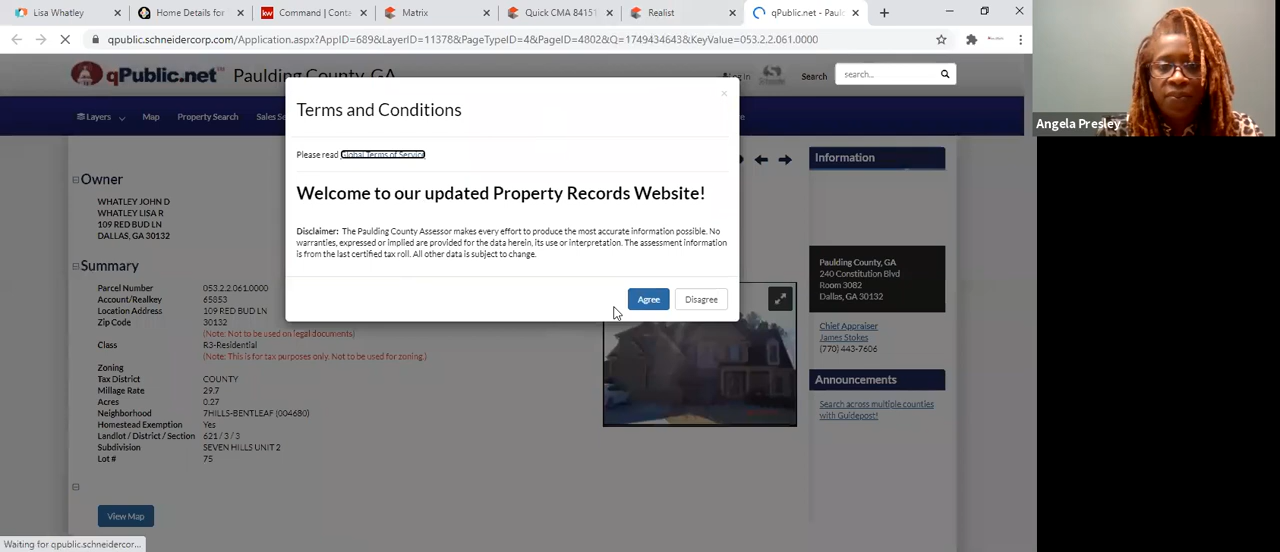 Lisa Whatley
Home Details for
kw Command | Conta
Matrix
Quick CMA 84151
Realist
qPublic.net - Paul
qpublic.schneidercorp.com/Application.aspx?AppID=689&LayerID=11378&PageTypeID=4&PageID=4802&Q=1749434643&KeyValue=053.2.2.061.0000
qPublic.net Paulding County, GA
Log in
Search
search...
Layers Map Property Search Sales Se
Terms and Conditions
Please read Global Terms of Service
Welcome to our updated Property Records Website!
Disclaimer: The Paulding County Assessor makes every effort to produce the most accurate information possible. No
warranties, expressed or implied are provided for the data herein, its use or interpretation. The assessment information
is from the last certified tax roll. All other data is subject to change.
Agree Disagree
Owner
WHATLEY JOHN D
WHATLEY LISA R
109 RED BUD LN
DALLAS, GA 30132
Summary
Parcel Number 053.2.2.061.0000
Account/Realkey 65853
Location Address 109 RED BUD LN
Zip Code 30132
(Note: Not to be used on legal documents)
Class R3-Residential
(Note: This is for tax purposes only. Not to be used for zoning.)
Zoning
Tax District COUNTY
Millage Rate 29.7
Acres 0.27
Neighborhood 7HILLS-BENTLEAF (004680)
Homestead Exemption Yes
Landlot / District / Section 621 / 3 / 3
Subdivision SEVEN HILLS UNIT 2
Lot # 75
View Map
Information
Paulding County, GA
240 Constitution Blvd
Room 3082
Dallas, GA 30132
Chief Appraiser
James Stokes
(770) 443-7606
Announcements
Search across multiple counties
with Guidepost!
Waiting for qpublic.schneidercor...
Angela Presley